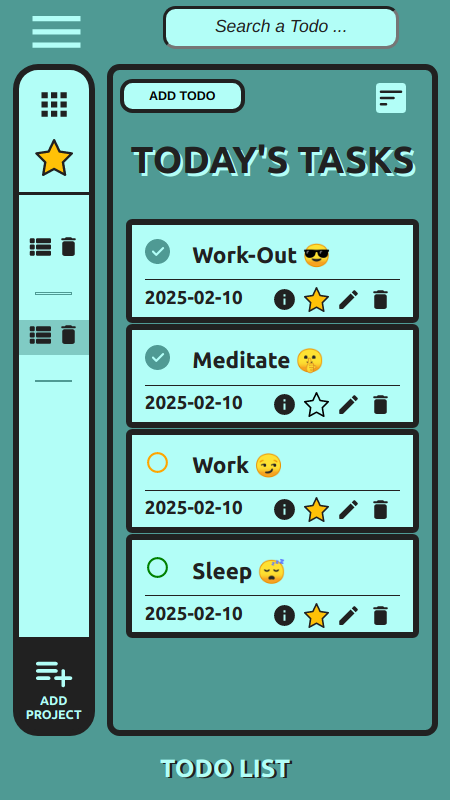 Search a Todo ...
ADD TODO
TODAY'S TASKS
Work-Out 😎
2025-02-10
Meditate 🤫
2025-02-10
Work 😏
2025-02-10
Sleep 😴
2025-02-10
ADD
PROJECT
TODO LIST